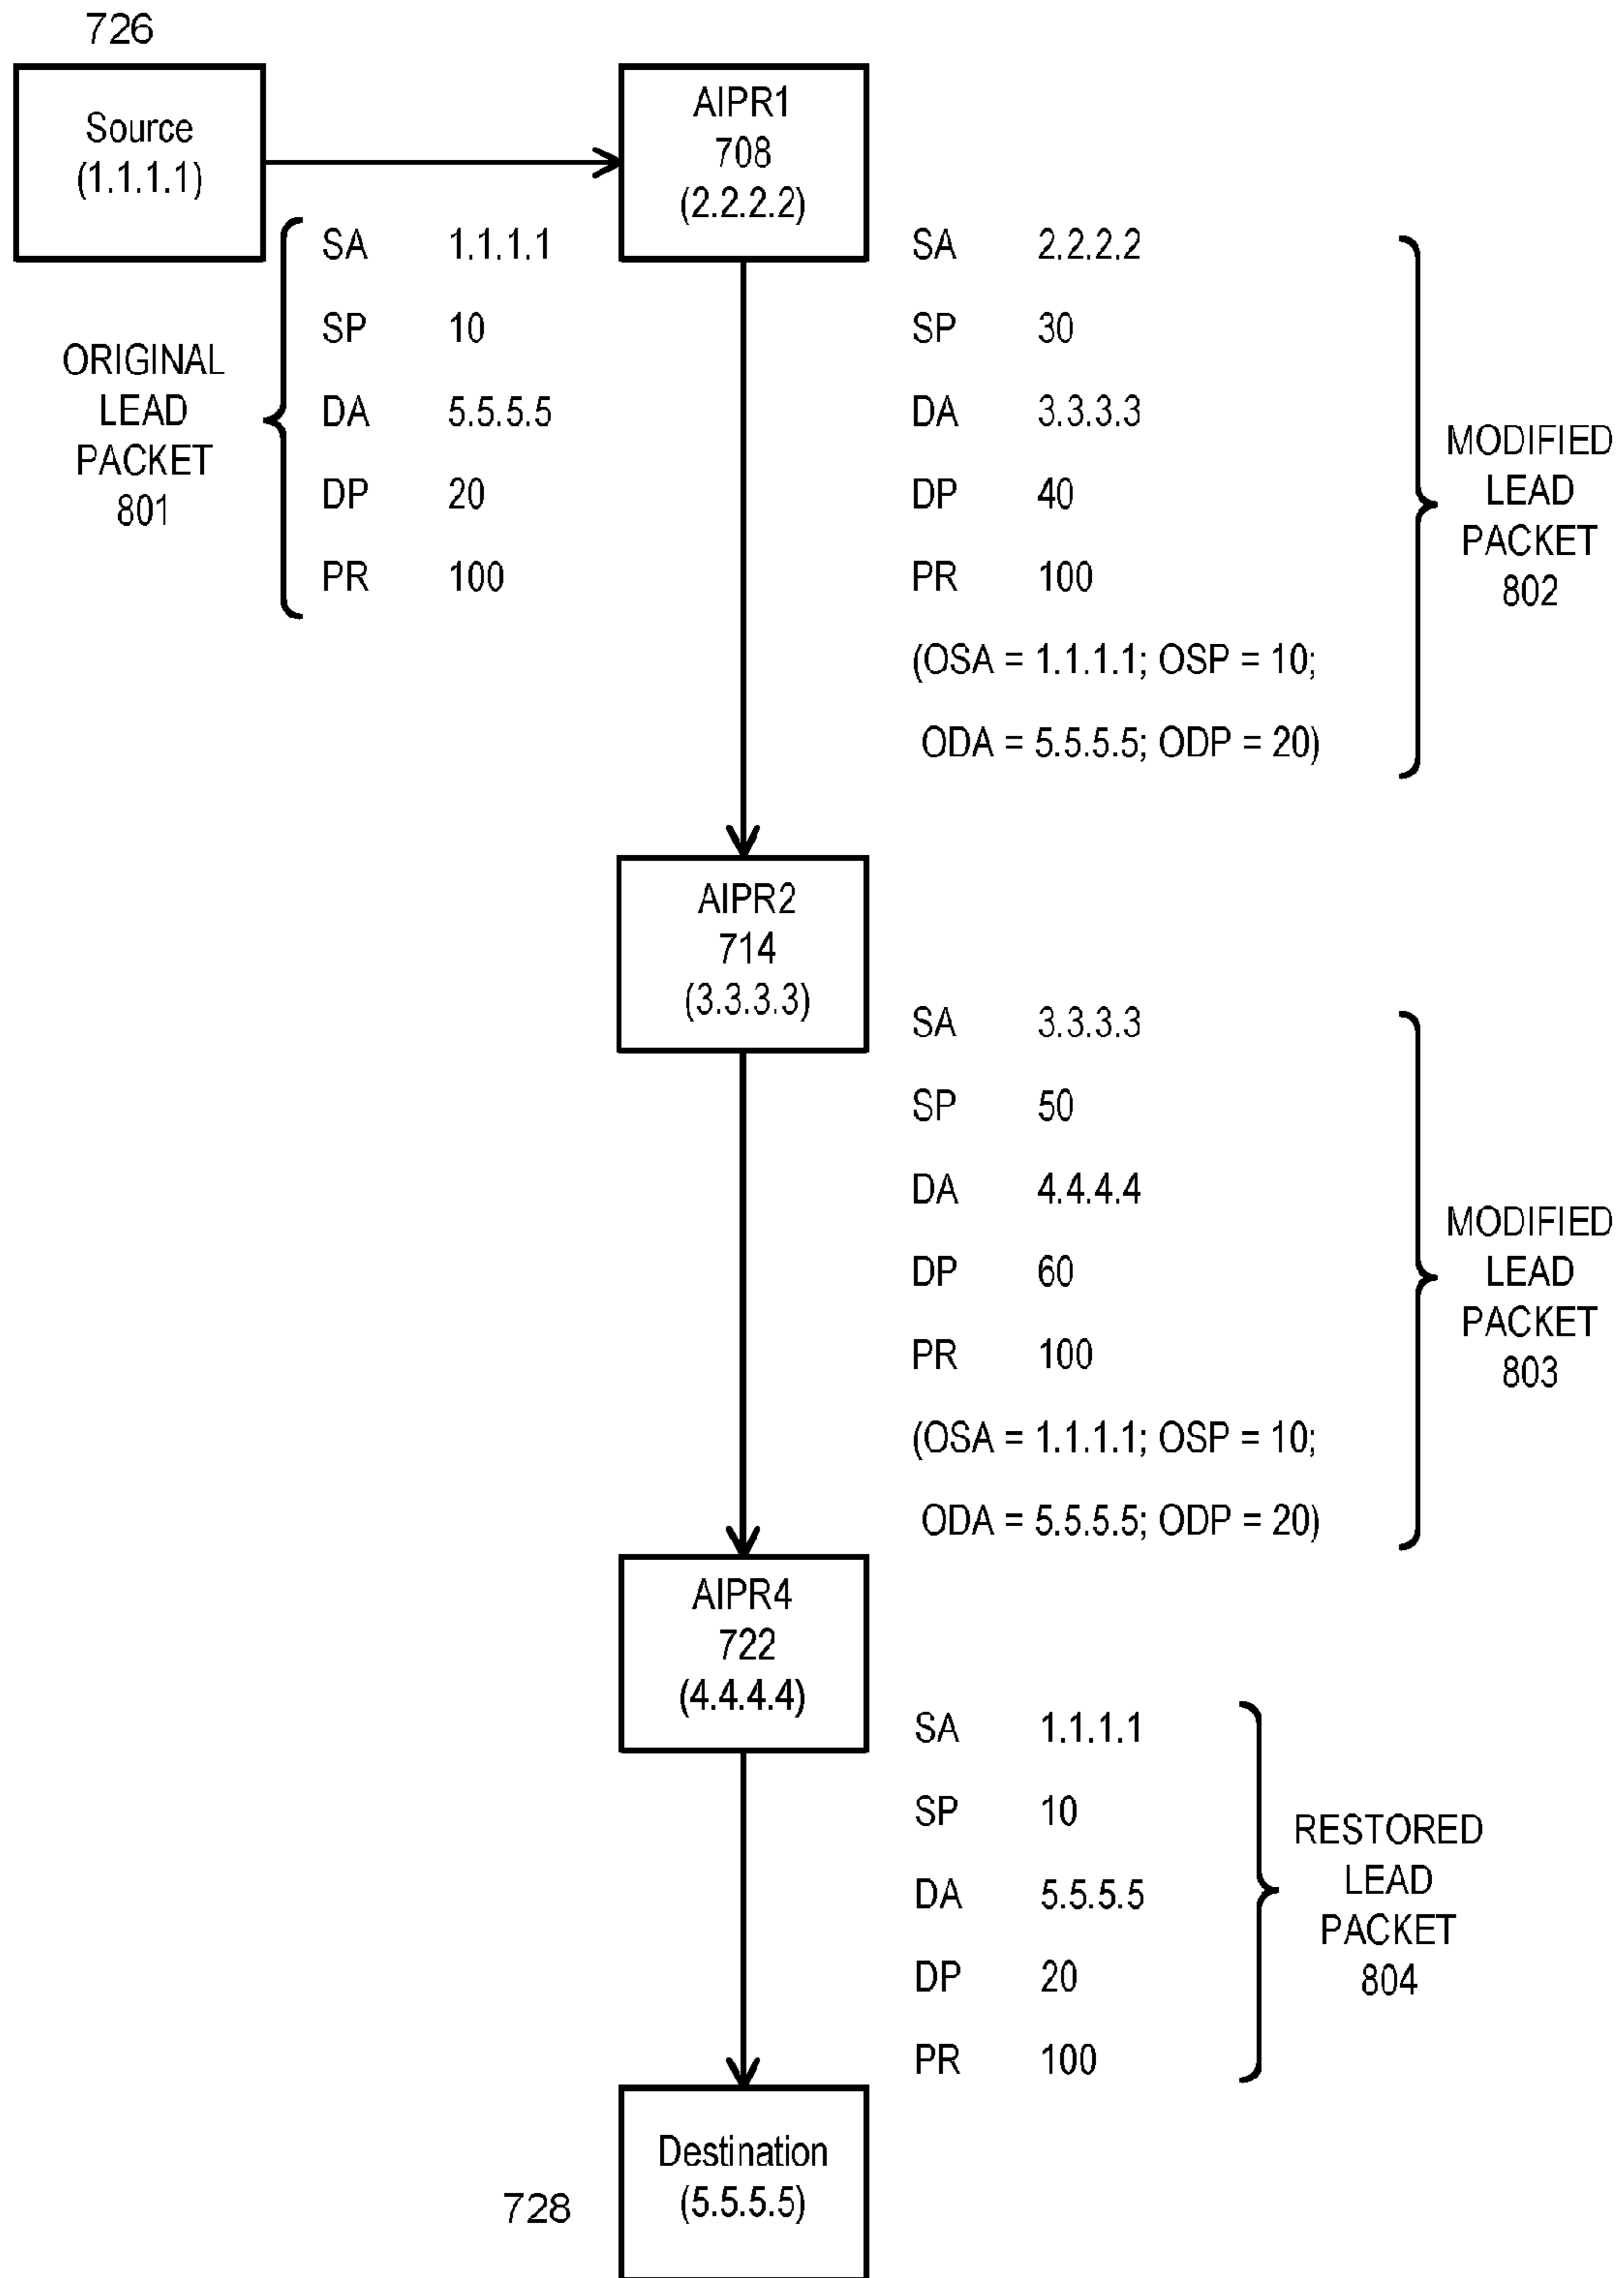 726
Source
(1.1.1.1)
AIPR1
708
(2.2.2.2)
ORIGINAL
LEAD
PACKET
801
SA 1.1.1.1
SP 10
DA 5.5.5.5
DP 20
PR 100
SA 2.2.2.2
SP 30
DA 3.3.3.3
DP 40
PR 100
(OSA = 1.1.1.1; OSP = 10;
ODA = 5.5.5.5; ODP = 20)
MODIFIED
LEAD
PACKET
802
AIPR2
714
(3.3.3.3)
SA 3.3.3.3
SP 50
DA 4.4.4.4
DP 60
PR 100
(OSA = 1.1.1.1; OSP = 10;
ODA = 5.5.5.5; ODP = 20)
MODIFIED
LEAD
PACKET
803
AIPR4
722
(4.4.4.4)
SA 1.1.1.1
SP 10
DA 5.5.5.5
DP 20
PR 100
RESTORED
LEAD
PACKET
804
Destination
(5.5.5.5)
728